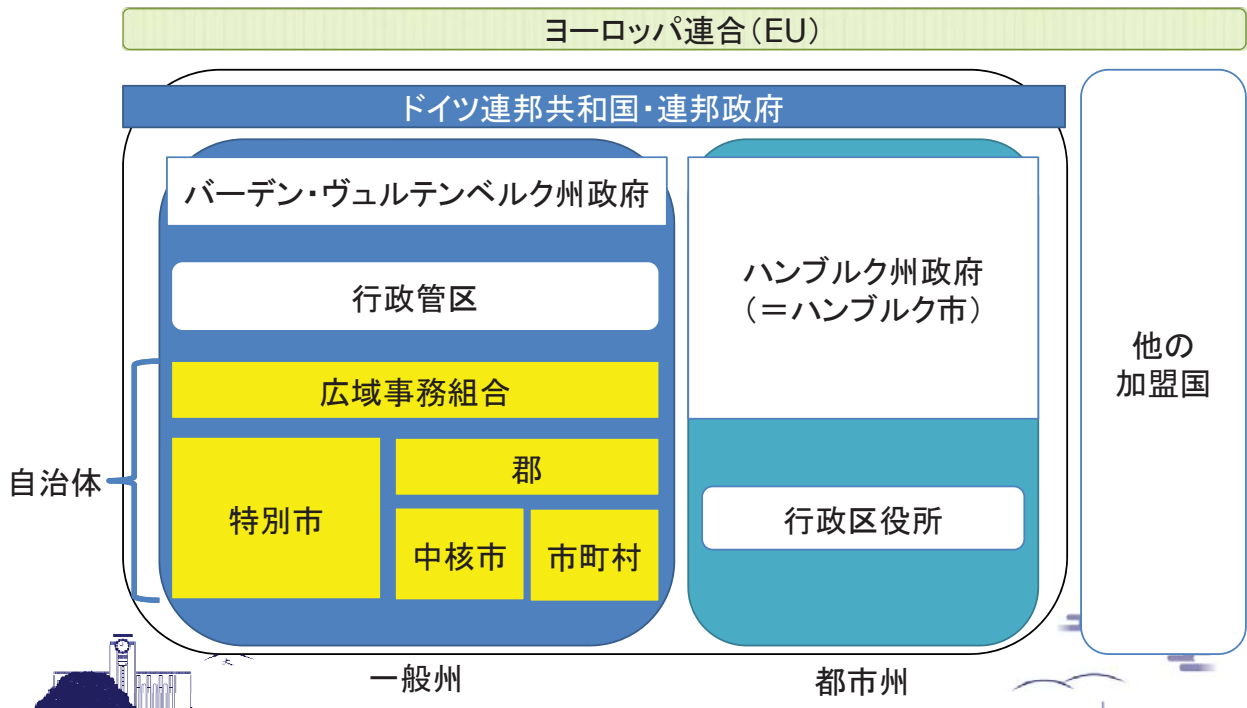 ヨーロッパ連合(EU)
ドイツ連邦共和国・連邦政府
バーデン・ヴュルテンベルク州政府
行政管区
広域事務組合
自治体
特別市
郡
中核市
市町村
一般州
ハンブルク州政府
(=ハンブルク市)
行政区役所
都市州
他の
加盟国